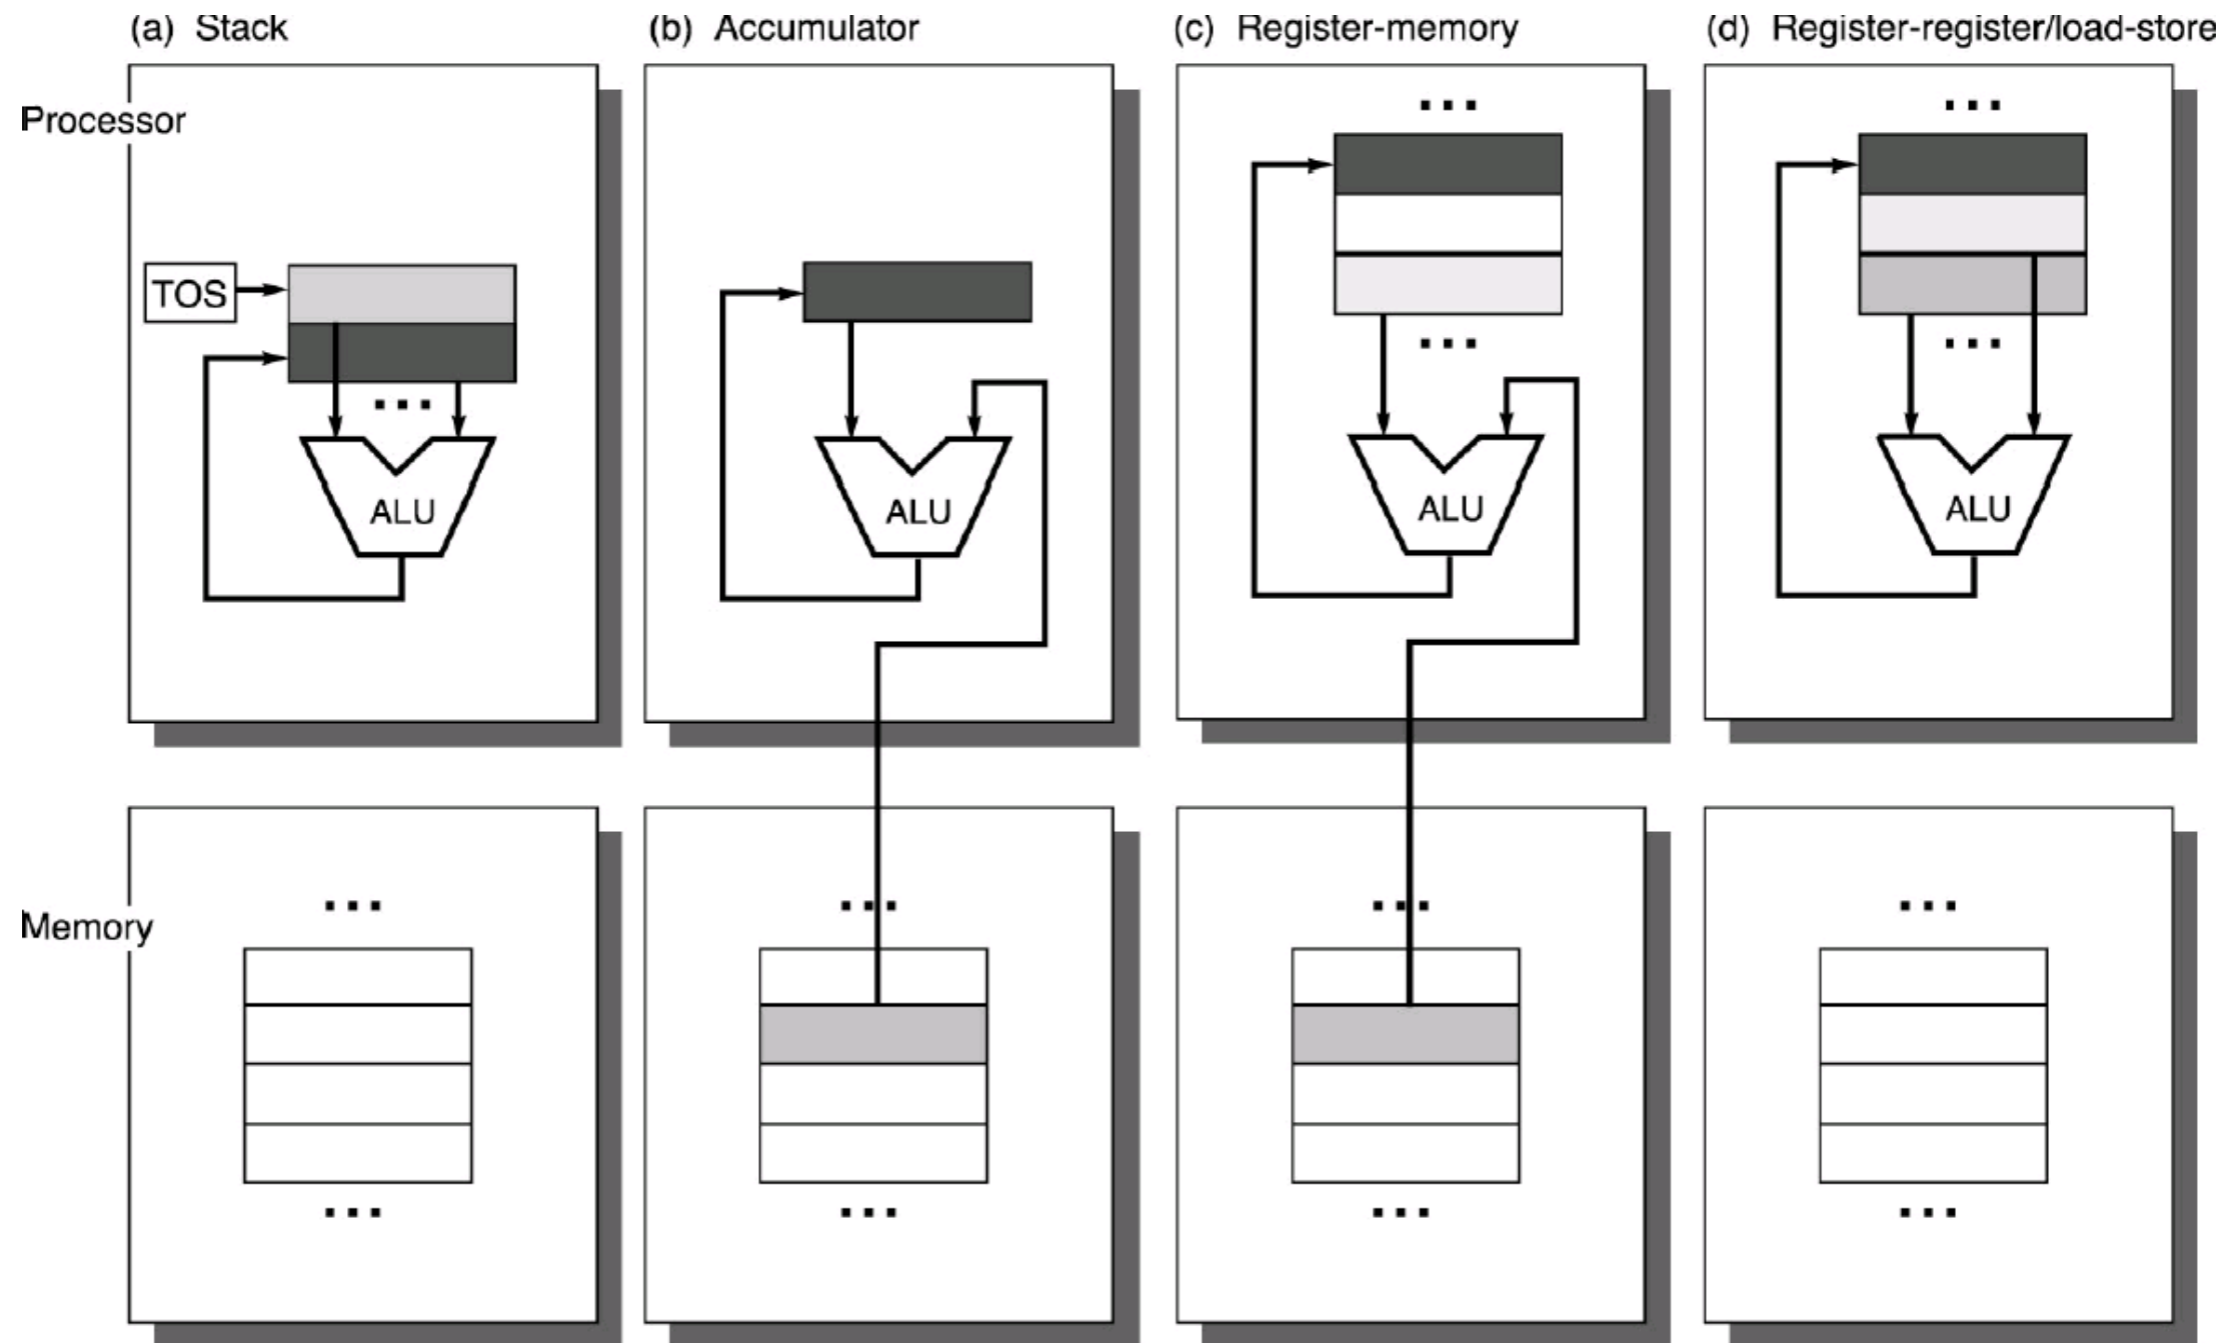 (a) Stack
(b) Accumulator
(c) Register-memory
(d) Register-register/load-store
Processor
TOS
ALU
ALU
ALU
ALU
Memory